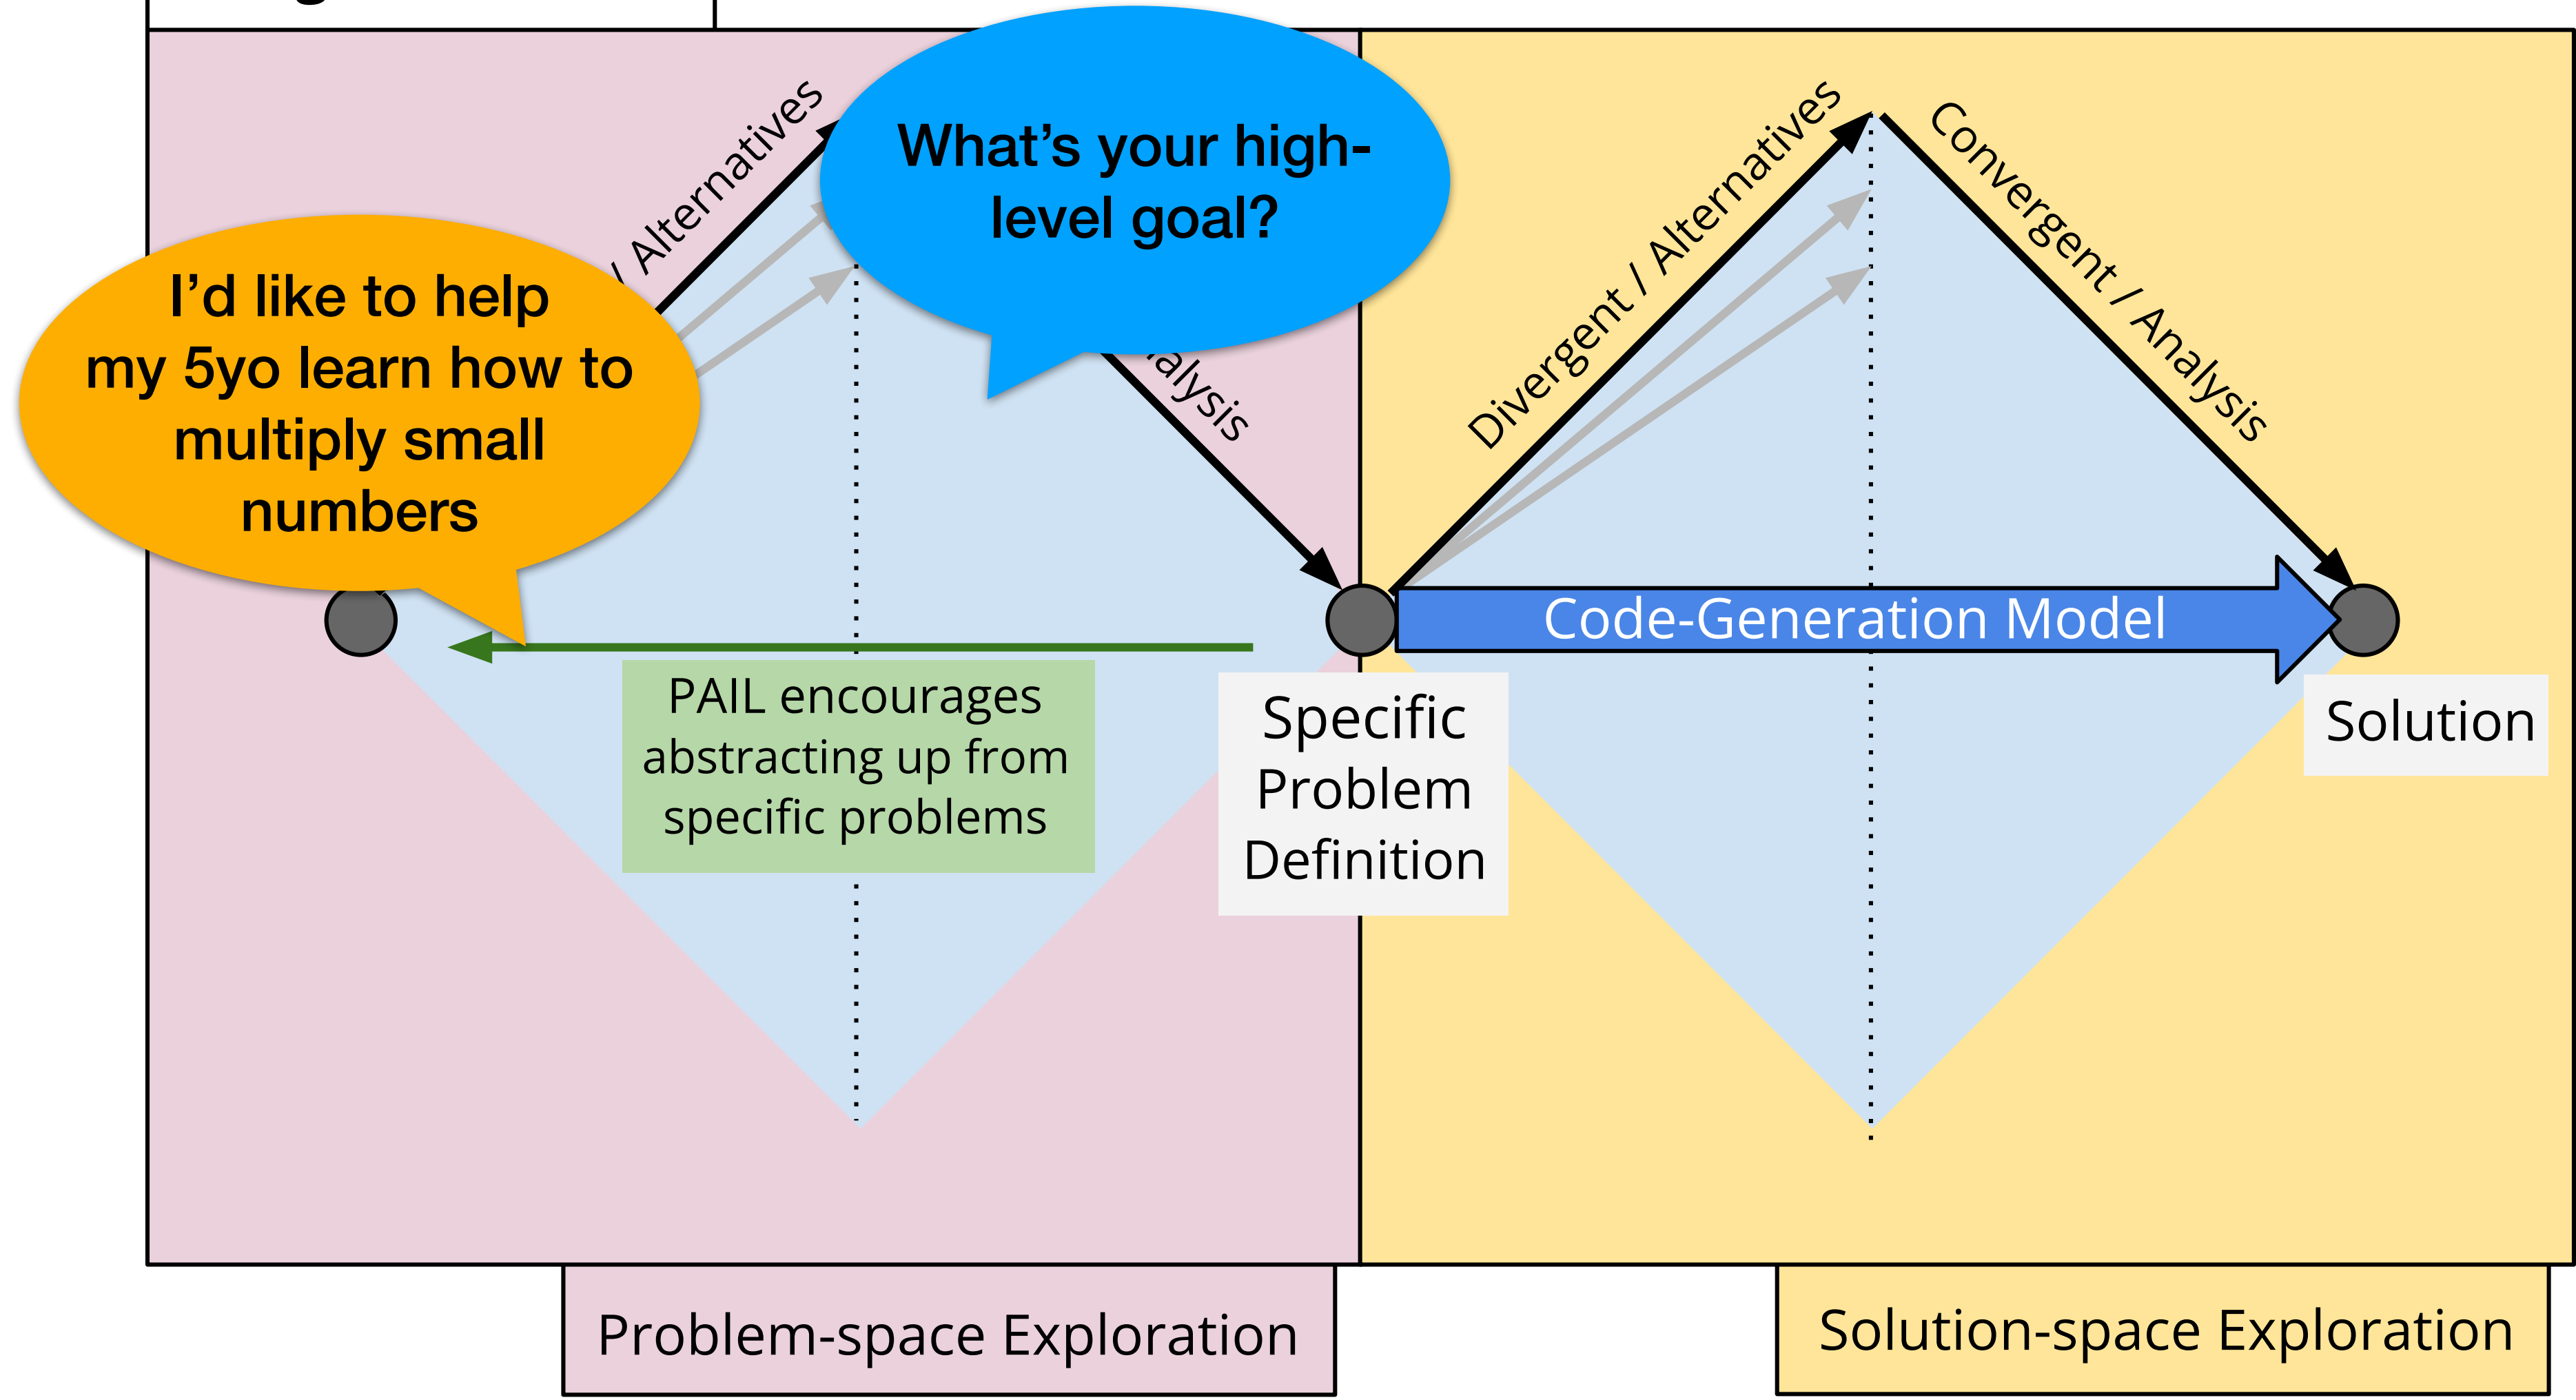 / Alternatives
What's your high-
level goal?
I'd like to help
my 5yo learn how to
multiply small
numbers
Divergent / Alternatives
Convergent / Analysis
Code-Generation Model
PAIL encourages
abstracting up from
specific problems
Specific
Problem
Definition
Solution
Problem-space Exploration
Solution-space Exploration